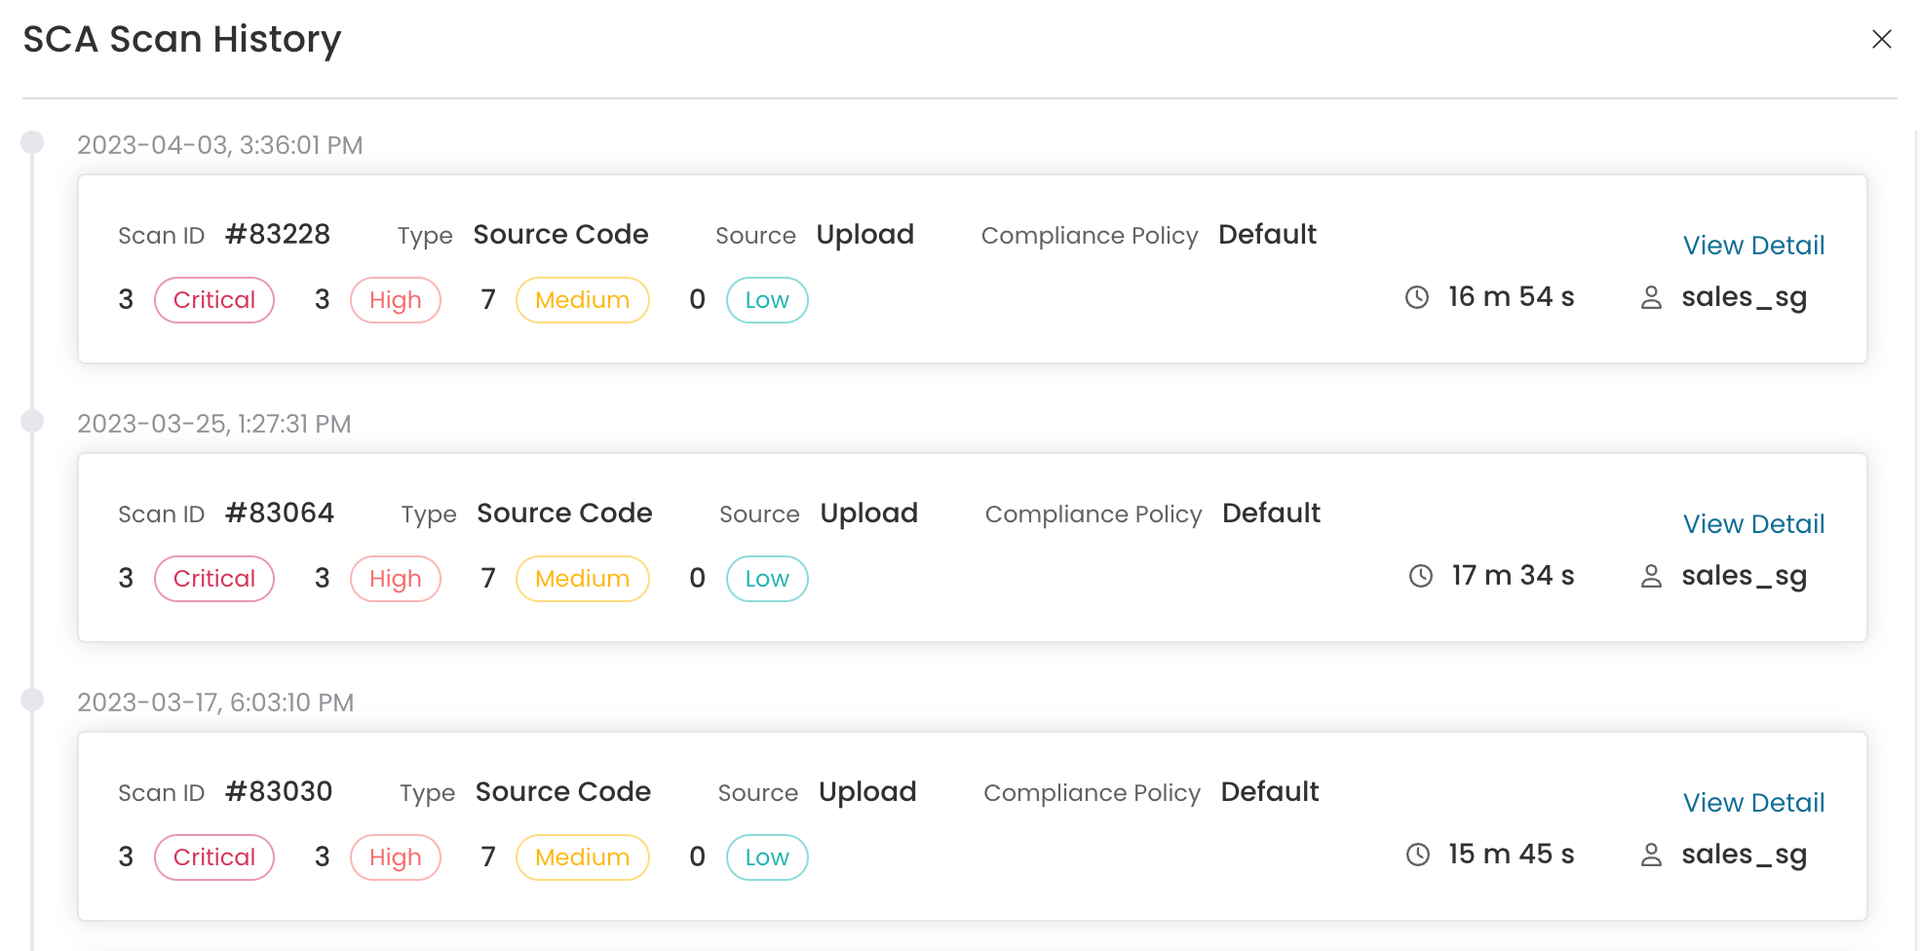 SCA Scan History
2023-04-03, 3:36:01 PM
Scan ID #83228 Type Source Code Source Upload Compliance Policy Default
View Detail
3 Critical 3 High 7 Medium 0 Low 16 m 54 s sales_sg
2023-03-25, 1:27:31 PM
Scan ID #83064 Type Source Code Source Upload Compliance Policy Default
View Detail
3 Critical 3 High 7 Medium 0 Low 17 m 34 s sales_sg
2023-03-17, 6:03:10 PM
Scan ID #83030 Type Source Code Source Upload Compliance Policy Default
View Detail
3 Critical 3 High 7 Medium 0 Low 15 m 45 s sales_sg